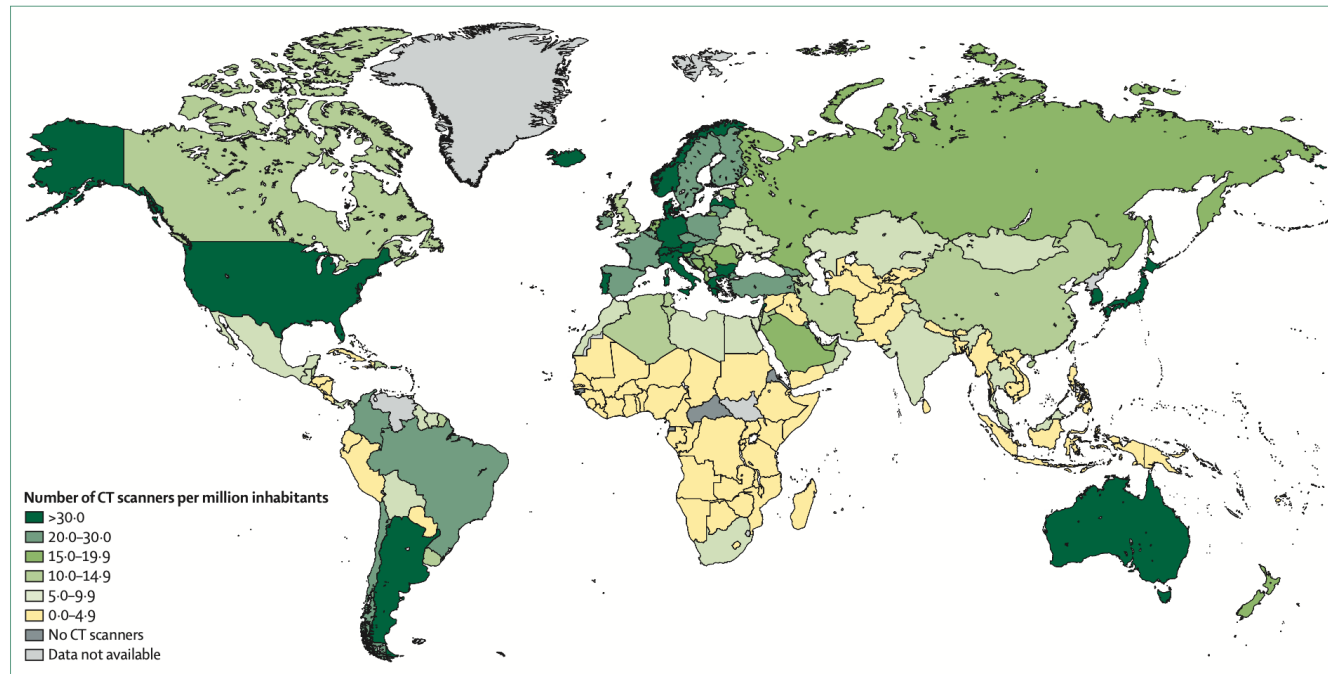 Number of CT scanners per million inhabitants
>30·0
20·0–30·0
15·0–19·9
10·0–14·9
5·0–9·9
0·0–4·9
No CT scanners
Data not available